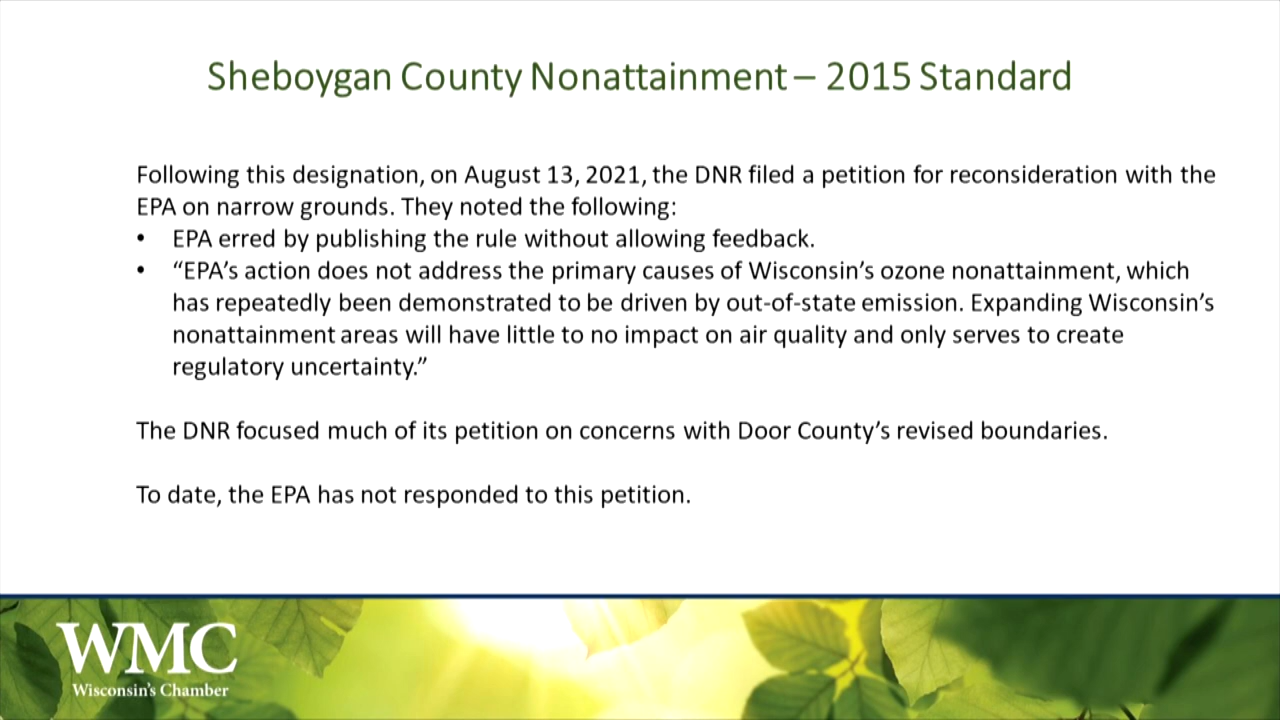 Sheboygan County Nonattainment – 2015 Standard
Following this designation, on August 13, 2021, the DNR filed a petition for reconsideration with the
EPA on narrow grounds. They noted the following:
• EPA erred by publishing the rule without allowing feedback.
• “EPA’s action does not address the primary causes of Wisconsin’s ozone nonattainment, which
has repeatedly been demonstrated to be driven by out-of-state emission. Expanding Wisconsin’s
nonattainment areas will have little to no impact on air quality and only serves to create
regulatory uncertainty.”
The DNR focused much of its petition on concerns with Door County’s revised boundaries.
To date, the EPA has not responded to this petition.
WMC
Wisconsin’s Chamber